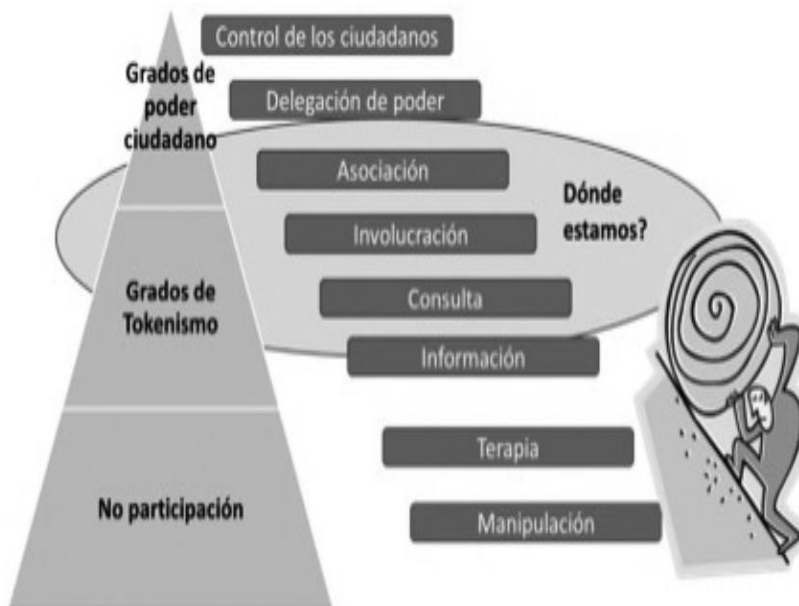 Control de los ciudadanos
Grados de
poder
ciudadano
Delegación de poder
Asociación
Dónde
estamos?
Involucración
Grados de
Tokenismo
Consulta
Información
Terapia
No participación
Manipulación